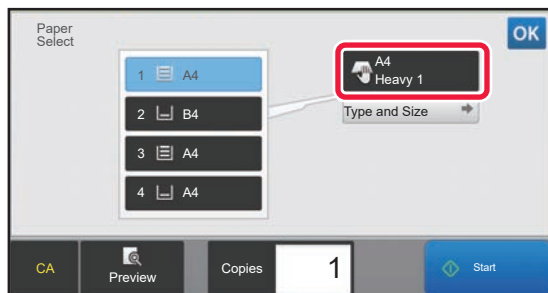 Paper
Select
OK
1 A4
2 B4
3 A4
4 A4
A4
Heavy 1
Type and Size
CA
Preview
Copies
1
Start